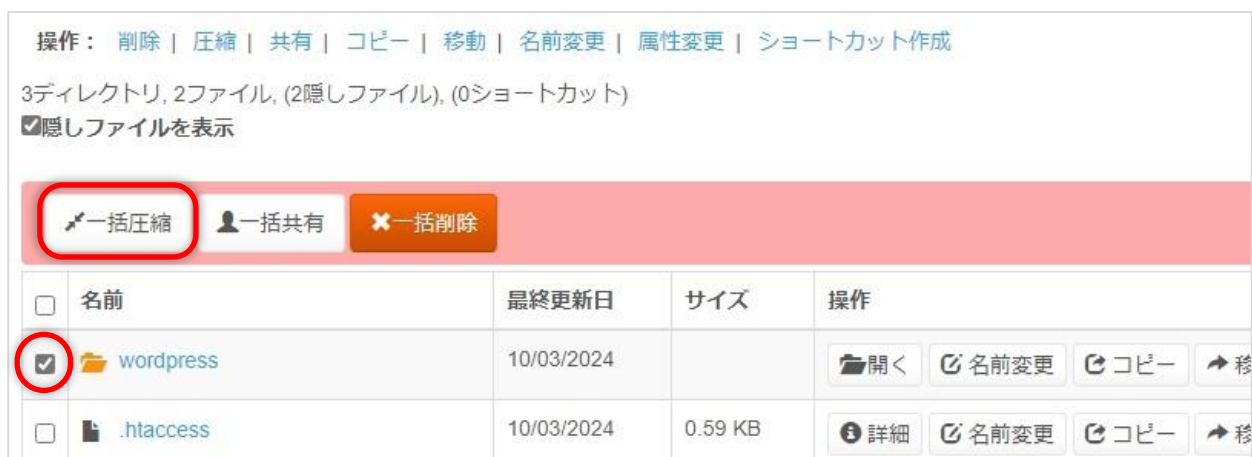 操作： 削除 | 圧縮 | 共有 | コピー | 移動 | 名前変更 | 属性変更 | ショートカット作成
3ディレクトリ, 2ファイル, (2隠しファイル), (0ショートカット)
隠しファイルを表示
一括圧縮 一括共有 一括削除
名前 最終更新日 サイズ 操作
wordpress 10/03/2024 開く 名前変更 コピー 移
.htaccess 10/03/2024 0.59 KB 詳細 名前変更 コピー 移